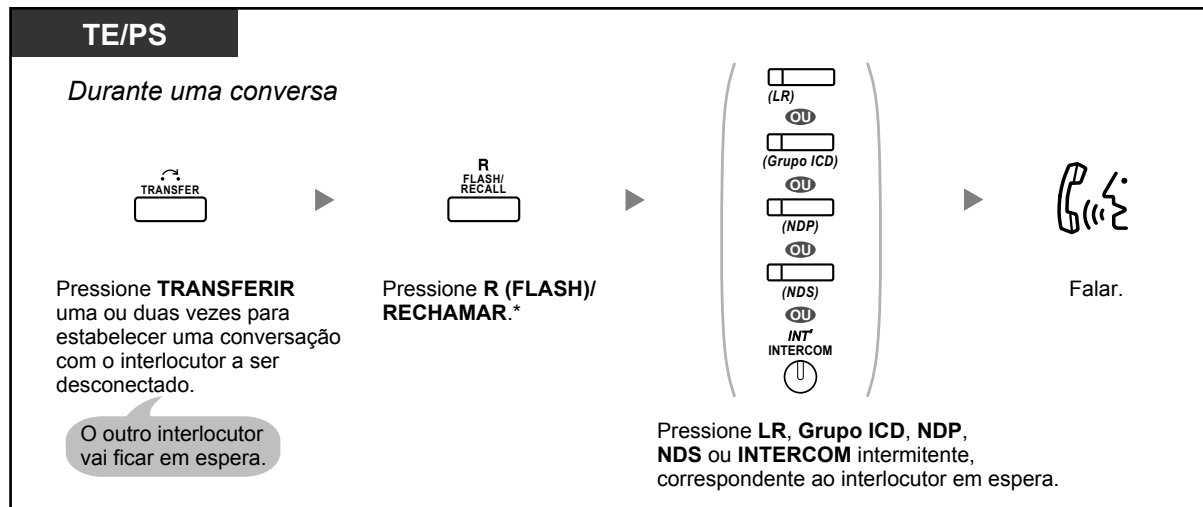 TE/PS
Durante uma conversa
TRANSFER
Pressione TRANSFERIR
uma ou duas vezes para
estabelecer uma conversação
com o interlocutor a ser
desconectado.
O outro interlocutor
vai ficar em espera.
R
FLASH/
RECALL
Pressione R (FLASH)/
RECHAMAR.*
(LR)
OU
(Grupo ICD)
OU
(NDP)
OU
(NDS)
OU
INT'
INTERCOM
Pressione LR, Grupo ICD, NDP,
NDS ou INTERCOM intermitente,
correspondente ao interlocutor em espera.
Falar.